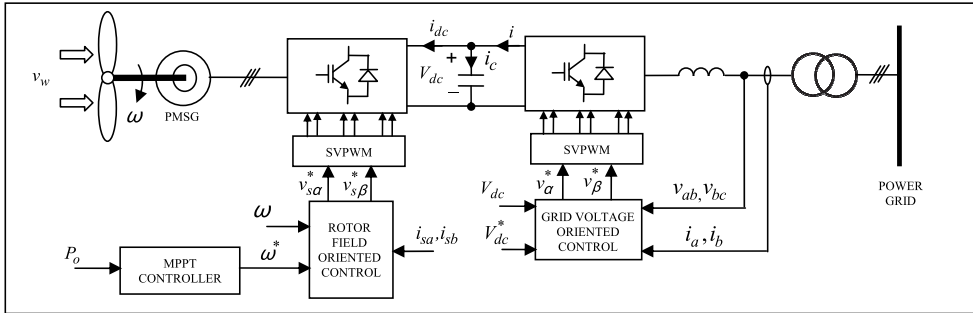 i_dc
i
v_w
+
V_dc
i_c
−
ω
PMSG
SVPWM
SVPWM
v*_sα
v*_sβ
v*_α
v*_β
POWER
GRID
V_dc
v_ab, v_bc
ω
ROTOR
FIELD
ORIENTED
CONTROL
GRID VOLTAGE
ORIENTED
CONTROL
i_sa, i_sb
V*_dc
i_a, i_b
P_o
MPPT
CONTROLLER
ω*